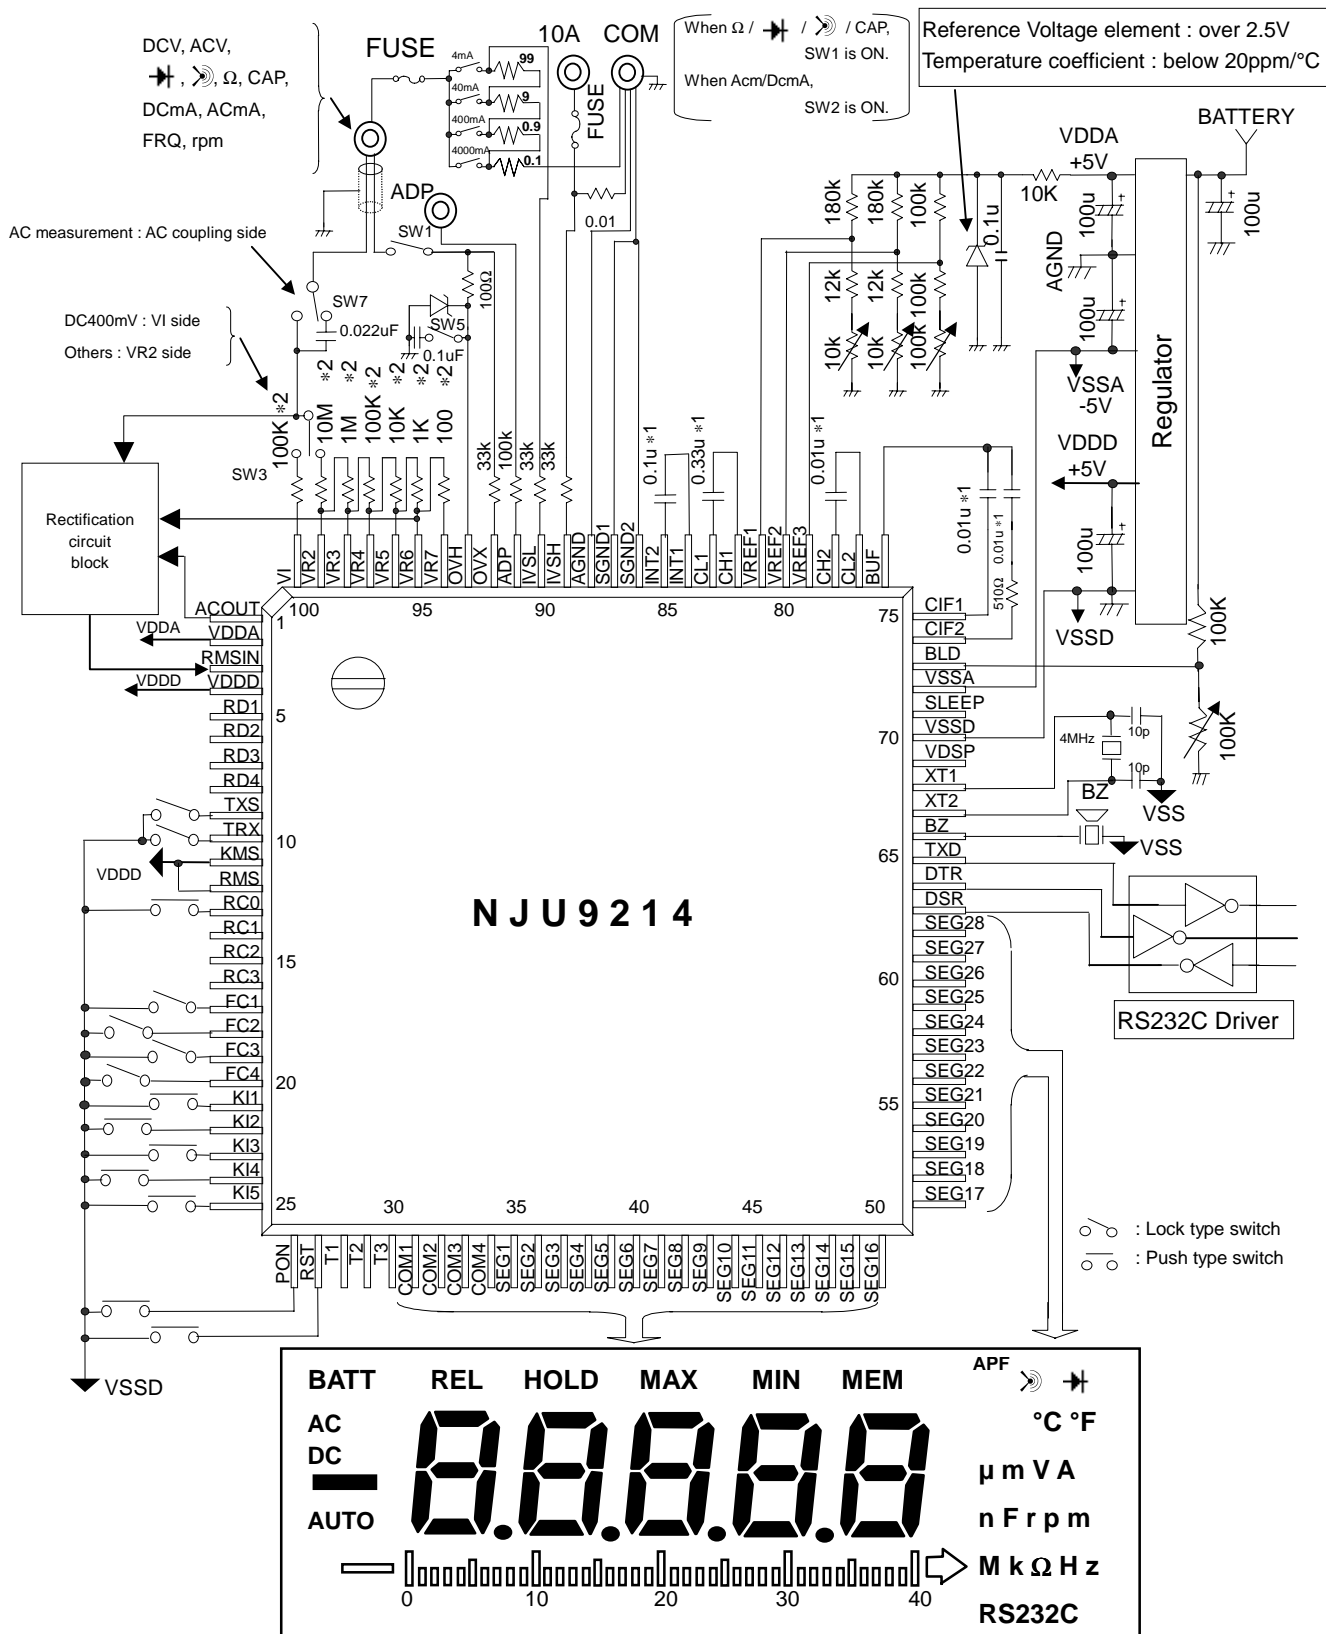 DCV, ACV,
, , Ω, CAP,
DCmA, ACmA,
FRQ, rpm
FUSE
4mA
99
40mA
9
400mA
0.9
4000mA
0.1
10A
COM
FUSE
0.01
When Ω / / / CAP,
SW1 is ON.
When Acm/DcmA,
SW2 is ON.
Reference Voltage element : over 2.5V
Temperature coefficient : below 20ppm/°C
ADP
SW1
AC measurement : AC coupling side
SW7
0.022uF
100Ω
SW5
0.1uF
DC400mV : VI side
Others : VR2 side
100K *2
10M *2
1M *2
100K *2
10K *2
1K *2
100 *2
SW3
33k
100k
33k
33k
0.1u *1
0.33u *1
0.01u *1
180k
180k
100k
12k
12k
100k
10k
10k
100k
0.1u
10K
VDDA
+5V
BATTERY
100u
100u
AGND
100u
VSSA
-5V
VDDD
+5V
100u
VSSD
Regulator
100K
100K
0.01u *1
0.01u *1
510Ω
Rectification
circuit
block
VI
VR2
VR3
VR4
VR5
VR6
VR7
OVH
OVX
ADP
IVSL
IVSH
AGND
SGND1
SGND2
INT2
INT1
CL1
CH1
VREF1
VREF2
VREF3
CH2
CL2
BUF
100
95
90
85
80
75
ACOUT
1
VDDA
VDDA
RMSIN
VDDD
VDDD
RD1
5
RD2
RD3
RD4
TXS
TRX
10
KMS
VDDD
RMS
RC0
RC1
RC2
15
RC3
FC1
FC2
FC3
FC4
20
KI1
KI2
KI3
KI4
KI5
25
NJU9214
CIF1
CIF2
BLD
VSSA
SLEEP
VSSD
70
VDSP
XT1
XT2
BZ
TXD
65
DTR
DSR
SEG28
SEG27
SEG26
60
SEG25
SEG24
SEG23
SEG22
SEG21
55
SEG20
SEG19
SEG18
SEG17
4MHz
10p
10p
VSS
BZ
VSS
RS232C Driver
30
35
40
45
50
PON
RST
T1
T2
T3
COM1
COM2
COM3
COM4
SEG1
SEG2
SEG3
SEG4
SEG5
SEG6
SEG7
SEG8
SEG9
SEG10
SEG11
SEG12
SEG13
SEG14
SEG15
SEG16
: Lock type switch
: Push type switch
VSSD
BATT REL HOLD MAX MIN MEM APF
AC
DC
AUTO
8.8.8.8.8
°C °F
µ m V A
n F r p m
M k Ω H z
RS232C
0 10 20 30 40